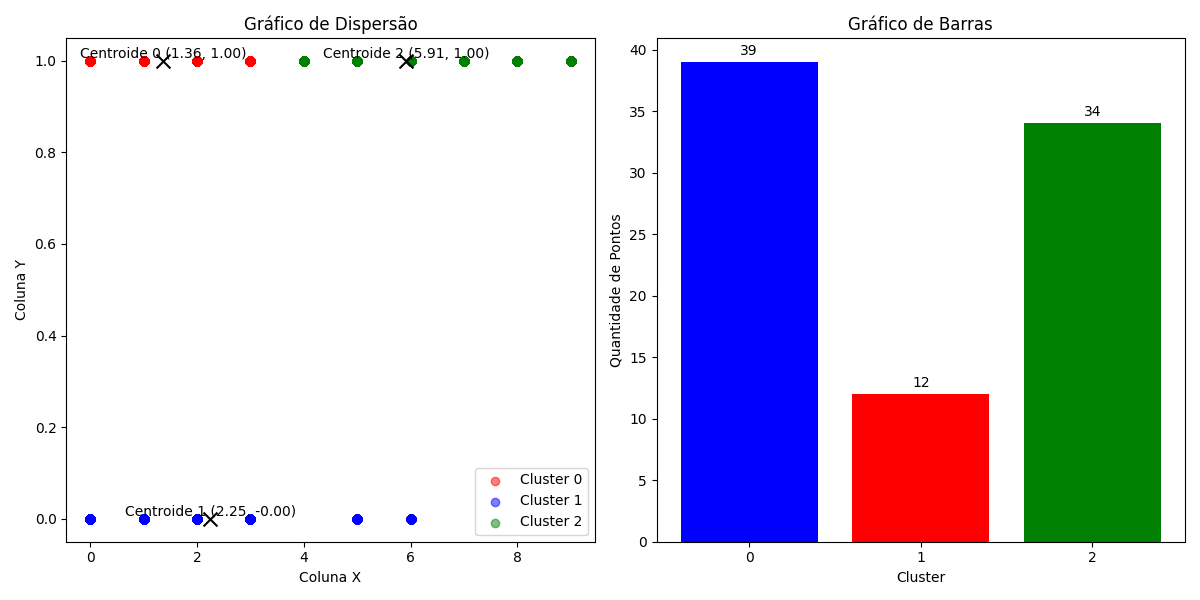 Gráfico de Dispersão
Centroide 0 (1.36, 1.00)
Centroide 2 (5.91, 1.00)
Centroide 1 (2.25, -0.00)
1.0
0.8
0.6
0.4
0.2
0.0
Coluna Y
0 2 4 6 8
Coluna X
Cluster 0
Cluster 1
Cluster 2
Gráfico de Barras
39
12
34
40
35
30
25
20
15
10
5
0
Quantidade de Pontos
0 1 2
Cluster